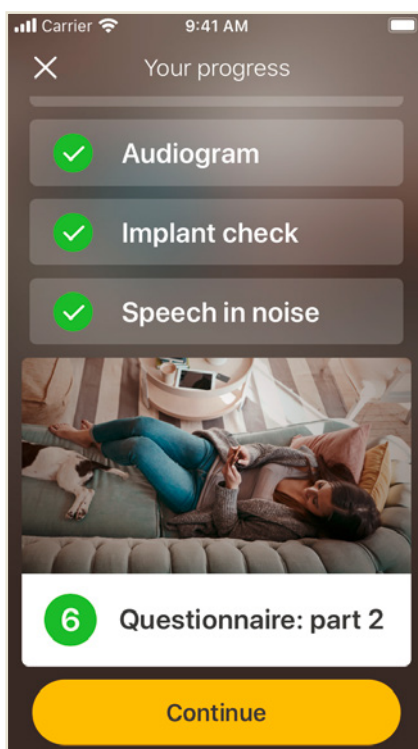 Carrier 9:41 AM
Your progress
Audiogram
Implant check
Speech in noise
6 Questionnaire: part 2
Continue